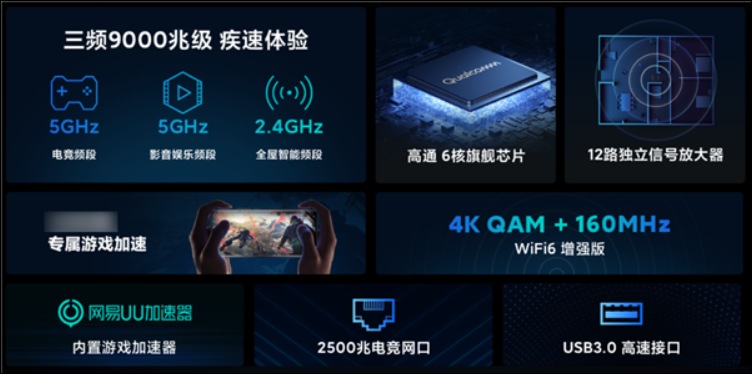 三频9000兆级 疾速体验
5GHz
电竞频段
5GHz
影音娱乐频段
2.4GHz
全屋智能频段
Qualcomm
高通 6核旗舰芯片
12路独立信号放大器
专属游戏加速
4K QAM + 160MHz
WiFi6 增强版
网易UU加速器
内置游戏加速器
2500兆电竞网口
USB3.0 高速接口